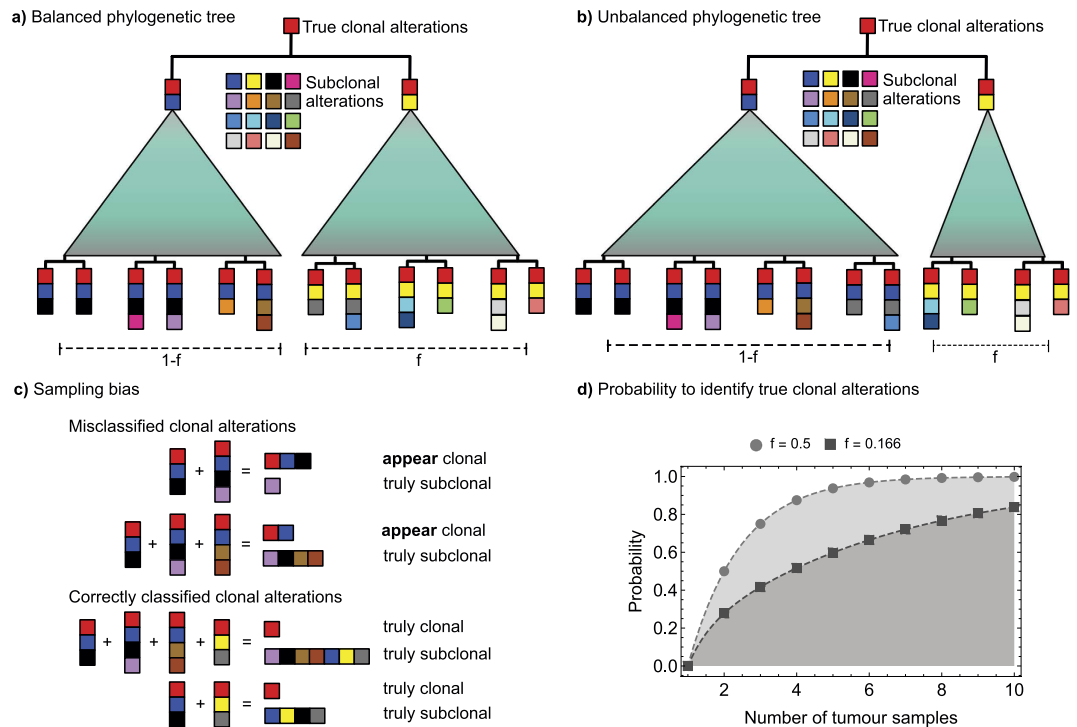 a) Balanced phylogenetic tree
True clonal alterations
Subclonal
alterations
1-f
f
b) Unbalanced phylogenetic tree
True clonal alterations
Subclonal
alterations
1-f
f
c) Sampling bias
Misclassified clonal alterations
+ =
appear clonal
truly subclonal
+ + =
appear clonal
truly subclonal
Correctly classified clonal alterations
+ + + =
truly clonal
truly subclonal
+ =
truly clonal
truly subclonal
d) Probability to identify true clonal alterations
f = 0.5 f = 0.166
Probability
1.0
0.8
0.6
0.4
0.2
0.0
2 4 6 8 10
Number of tumour samples